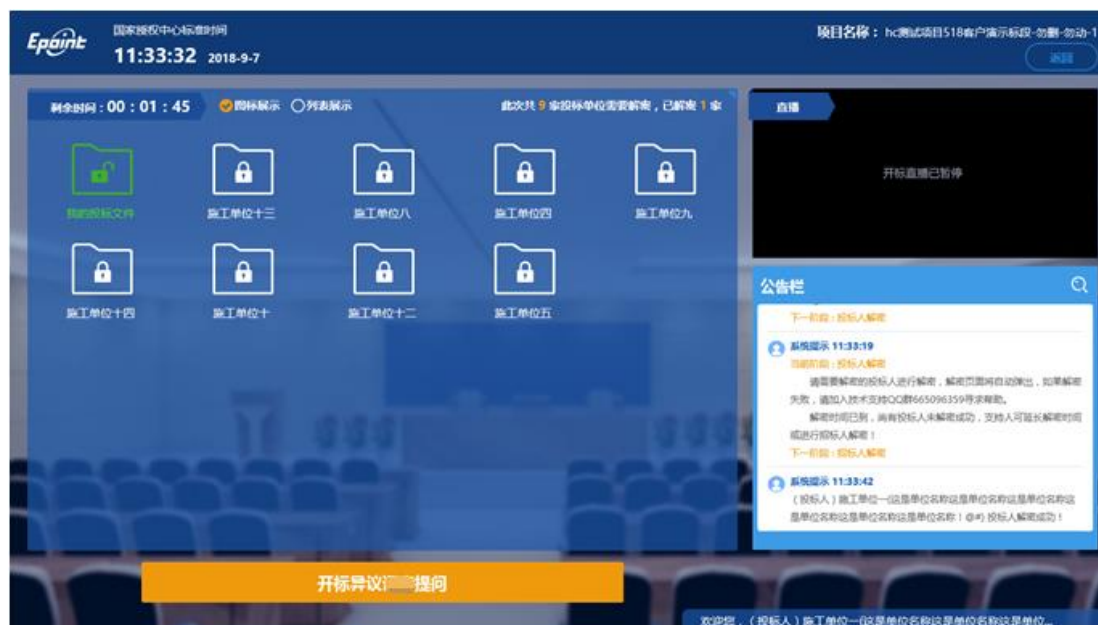 Epoint
国家授权中心标准时间
11:33:32 2018-9-7
项目名称：hc测试项目518客户演示标段-勿删-勿动-1
返回
剩余时间：00：01：45
图标展示 列表展示
此次共 9 家投标单位需要解密，已解密 1 家
我的投标文件 施工单位十三 施工单位八 施工单位四 施工单位九
施工单位十四 施工单位十 施工单位十二 施工单位五
直播
开标直播已暂停
公告栏
下一阶段：投标人解密
系统提示 11:33:19
当前阶段：投标人解密
请需要解密的投标人进行解密，解密页面将自动弹出，如果解密
失败，请加入技术支持QQ群665096359寻求帮助。
解密时间已到，尚有投标人未解密成功，支持人可延长解密时间
或进行招标人解密！
下一阶段：招标人解密
系统提示 11:33:42
（投标人）施工单位一(这是单位名称这是单位名称这是单位名称这
是单位名称这是单位名称这是单位名称！@#) 投标人解密成功！
开标异议 提问
欢迎您，（投标人）施工单位一(这是单位名称这是单位名称这是单位...